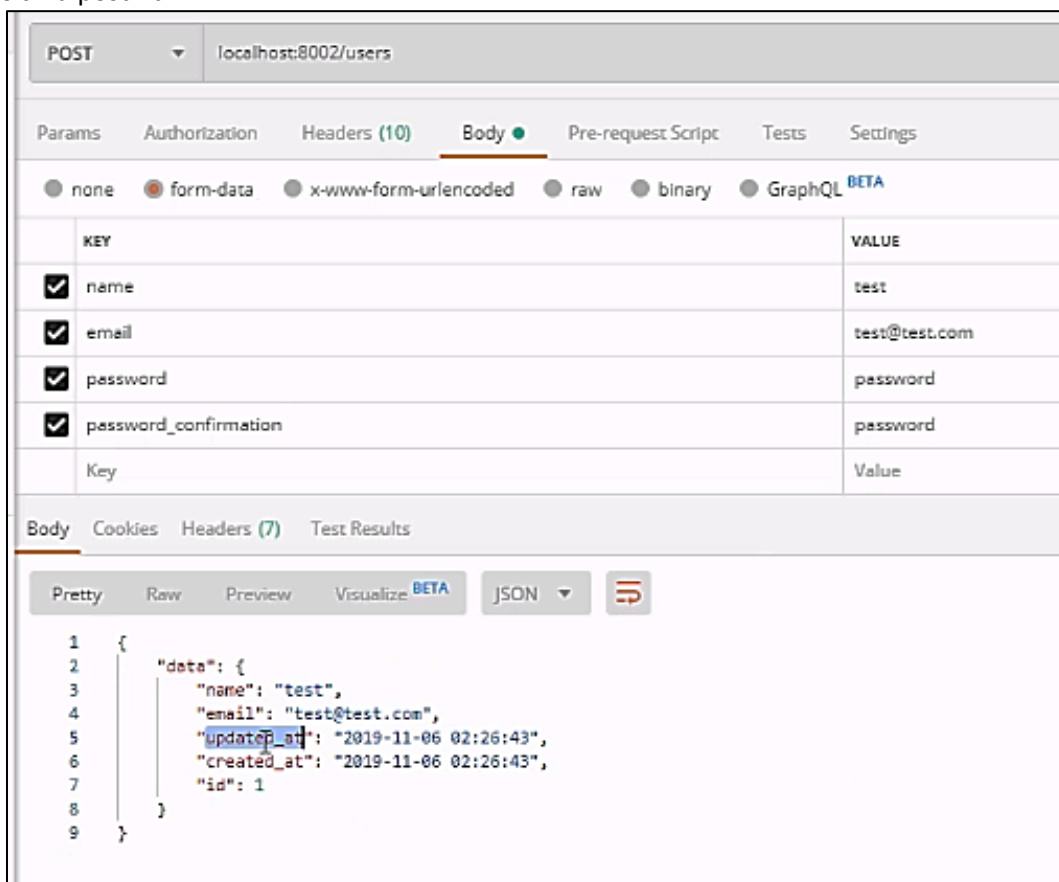 POST localhost:8002/users
Params Authorization Headers (10) Body Pre-request Script Tests Settings
none form-data x-www-form-urlencoded raw binary GraphQL BETA
KEY VALUE
name test
email test@test.com
password password
password_confirmation password
Key Value
Body Cookies Headers (7) Test Results
Pretty Raw Preview Visualize BETA JSON
1 {
2 "data": {
3 "name": "test",
4 "email": "test@test.com",
5 "updated_at": "2019-11-06 02:26:43",
6 "created_at": "2019-11-06 02:26:43",
7 "id": 1
8 }
9 }